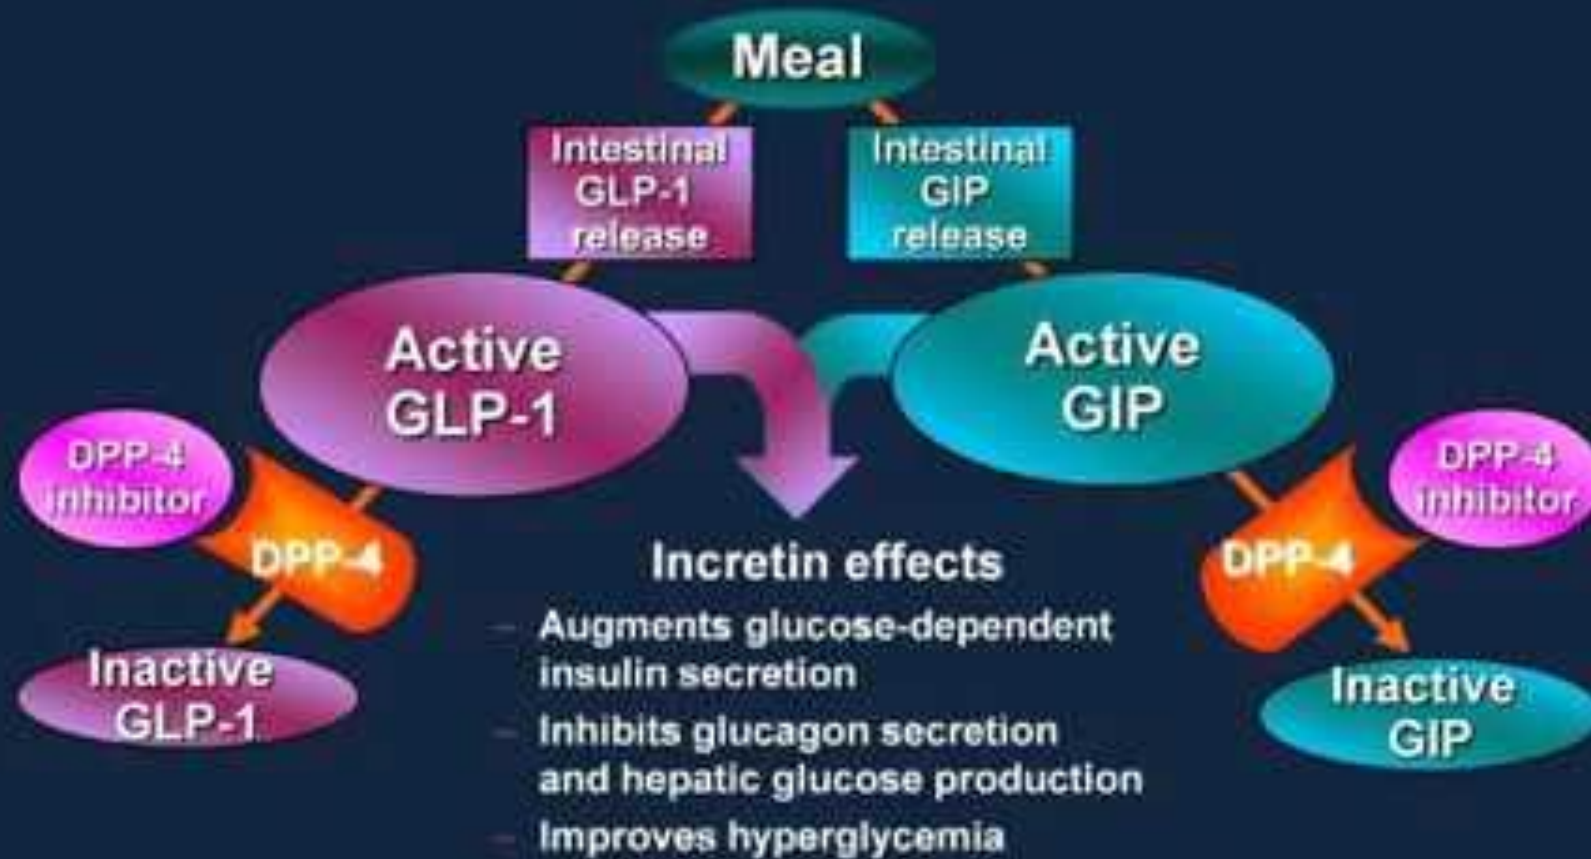 Meal
Intestinal
GLP-1
release
Intestinal
GIP
release
Active
GLP-1
Active
GIP
DPP-4
inhibitor
DPP-4
DPP-4
inhibitor
DPP-4
Inactive
GLP-1
Inactive
GIP
Incretin effects
– Augments glucose-dependent
insulin secretion
– Inhibits glucagon secretion
and hepatic glucose production
– Improves hyperglycemia